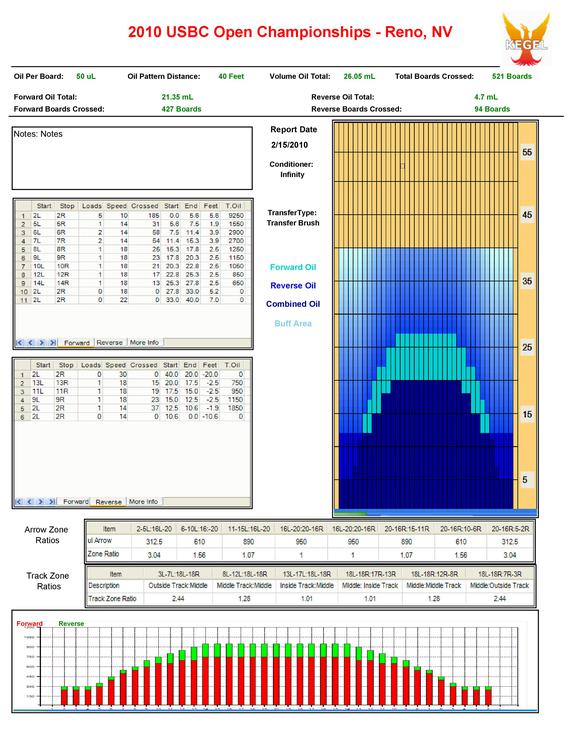 2010 USBC Open Championships - Reno, NV
KEGEL
Oil Per Board: 50 uL Oil Pattern Distance: 40 Feet Volume Oil Total: 26.05 mL Total Boards Crossed: 521 Boards
Forward Oil Total: 21.35 mL Reverse Oil Total: 4.7 mL
Forward Boards Crossed: 427 Boards Reverse Boards Crossed: 94 Boards
Notes: Notes
Report Date
2/15/2010
Conditioner:
Infinity
TransferType:
Transfer Brush
Forward Oil
Reverse Oil
Combined Oil
Buff Area
55
45
35
25
15
5
Start Stop Loads Speed Crossed Start End Feet T.Oil
1 2L 2R 5 10 185 0.0 5.6 5.6 9250
2 5L 5R 1 14 31 5.6 7.5 1.9 1550
3 6L 6R 2 14 58 7.5 11.4 3.9 2900
4 7L 7R 2 14 54 11.4 15.3 3.9 2700
5 8L 8R 1 18 25 15.3 17.8 2.5 1250
6 9L 9R 1 18 23 17.8 20.3 2.5 1150
7 10L 10R 1 18 21 20.3 22.8 2.5 1050
8 12L 12R 1 18 17 22.8 25.3 2.5 850
9 14L 14R 1 18 13 25.3 27.8 2.5 650
10 2L 2R 0 18 0 27.8 33.0 5.2 0
11 2L 2R 0 22 0 33.0 40.0 7.0 0
Forward Reverse More Info
Start Stop Loads Speed Crossed Start End Feet T.Oil
1 2L 2R 0 30 0 40.0 20.0 -20.0 0
2 13L 13R 1 18 15 20.0 17.5 -2.5 750
3 11L 11R 1 18 19 17.5 15.0 -2.5 950
4 9L 9R 1 18 23 15.0 12.5 -2.5 1150
5 2L 2R 1 14 37 12.5 10.6 -1.9 1850
6 2L 2R 0 14 0 10.6 0.0 -10.6 0
Forward Reverse More Info
Arrow Zone Ratios
Item 2-5L:16L-20 6-10L:16:-20 11-15L:16L-20 16L-20:20-16R 16L-20:20-16R 20-16R:15-11R 20-16R:10-6R 20-16R:5-2R
ul Arrow 312.5 610 890 950 950 890 610 312.5
Zone Ratio 3.04 1.56 1.07 1 1 1.07 1.56 3.04
Track Zone Ratios
Item 3L-7L:18L-18R 8L-12L:18L-18R 13L-17L:18L-18R 18L-18R:17R-13R 18L-18R:12R-8R 18L-18R:7R-3R
Description Outside Track:Middle Middle Track:Middle Inside Track:Middle Middle: Inside Track Middle:Middle Track Middle:Outside Track
Track Zone Ratio 2.44 1.28 1.01 1.01 1.28 2.44
Forward Reverse